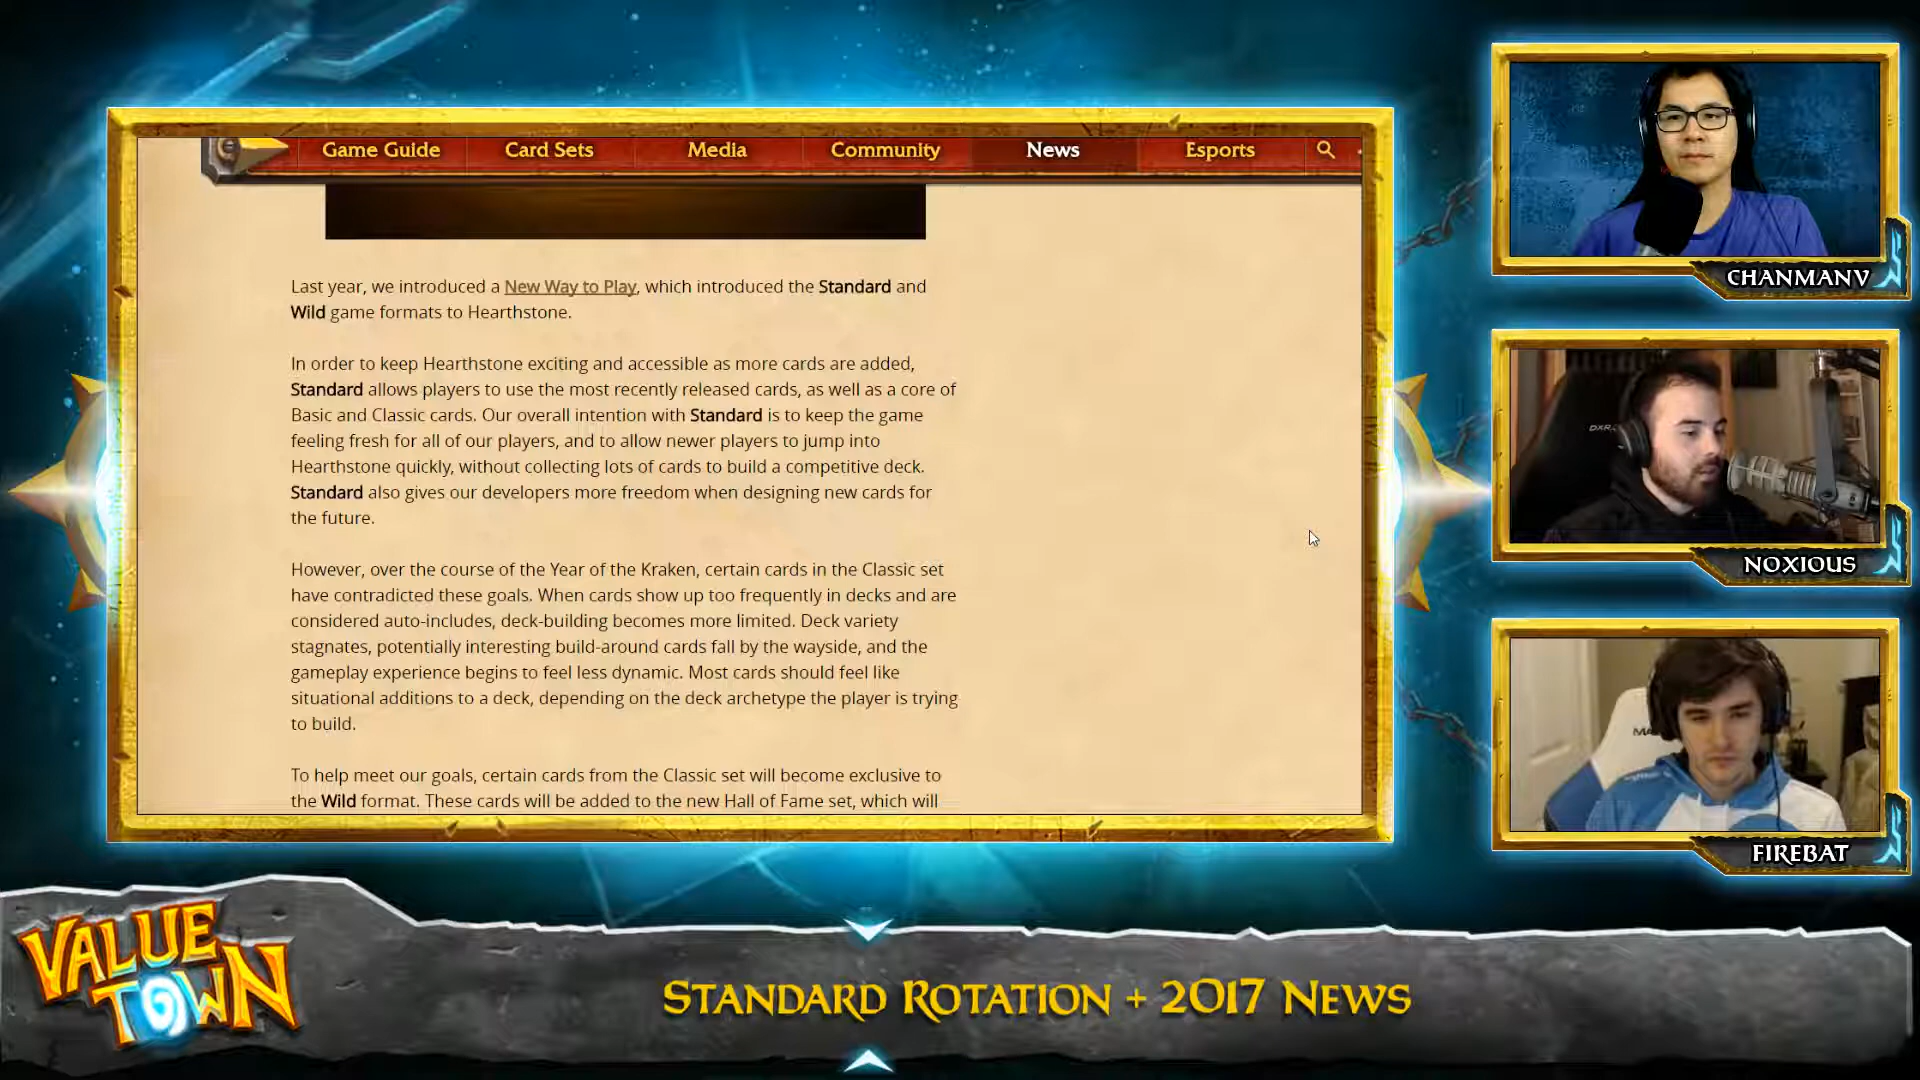 Game Guide
Card Sets
Media
Community
News
Esports
Last year, we introduced a New Way to Play, which introduced the Standard and
Wild game formats to Hearthstone.
In order to keep Hearthstone exciting and accessible as more cards are added,
Standard allows players to use the most recently released cards, as well as a core of
Basic and Classic cards. Our overall intention with Standard is to keep the game
feeling fresh for all of our players, and to allow newer players to jump into
Hearthstone quickly, without collecting lots of cards to build a competitive deck.
Standard also gives our developers more freedom when designing new cards for
the future.
However, over the course of the Year of the Kraken, certain cards in the Classic set
have contradicted these goals. When cards show up too frequently in decks and are
considered auto-includes, deck-building becomes more limited. Deck variety
stagnates, potentially interesting build-around cards fall by the wayside, and the
gameplay experience begins to feel less dynamic. Most cards should feel like
situational additions to a deck, depending on the deck archetype the player is trying
to build.
To help meet our goals, certain cards from the Classic set will become exclusive to
the Wild format. These cards will be added to the new Hall of Fame set, which will
CHANMANV
NOXIOUS
FIREBAT
VALUE
TOWN
STANDARD ROTATION + 2017 NEWS